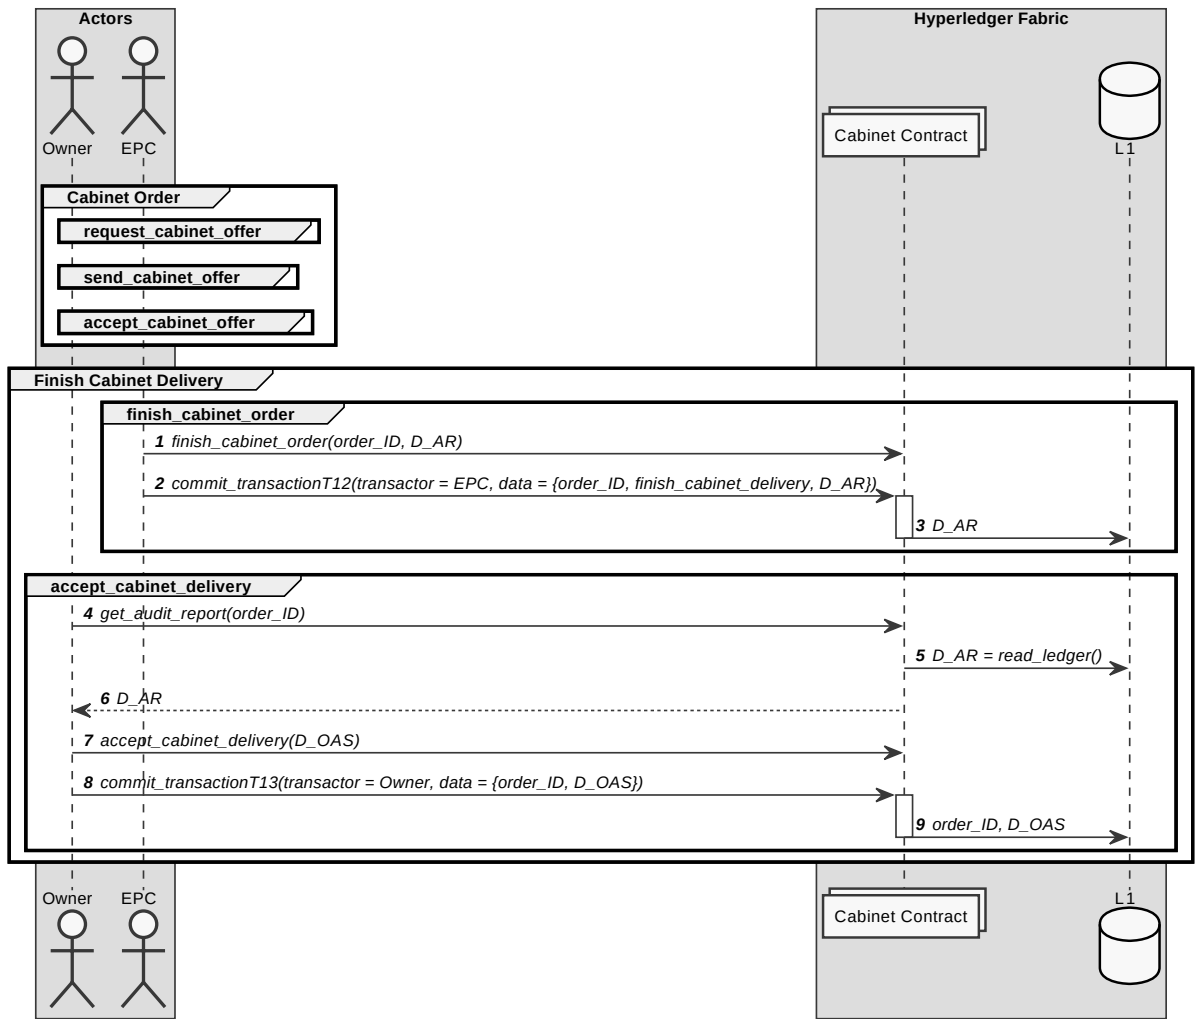 Actors
Hyperledger Fabric
Owner
EPC
Cabinet Contract
L1
Cabinet Order
request_cabinet_offer
send_cabinet_offer
accept_cabinet_offer
Finish Cabinet Delivery
finish_cabinet_order
1 finish_cabinet_order(order_ID, D_AR)
2 commit_transactionT12(transactor = EPC, data = {order_ID, finish_cabinet_delivery, D_AR})
3 D_AR
accept_cabinet_delivery
4 get_audit_report(order_ID)
5 D_AR = read_ledger()
6 D_AR
7 accept_cabinet_delivery(D_OAS)
8 commit_transactionT13(transactor = Owner, data = {order_ID, D_OAS})
9 order_ID, D_OAS
Owner
EPC
Cabinet Contract
L1